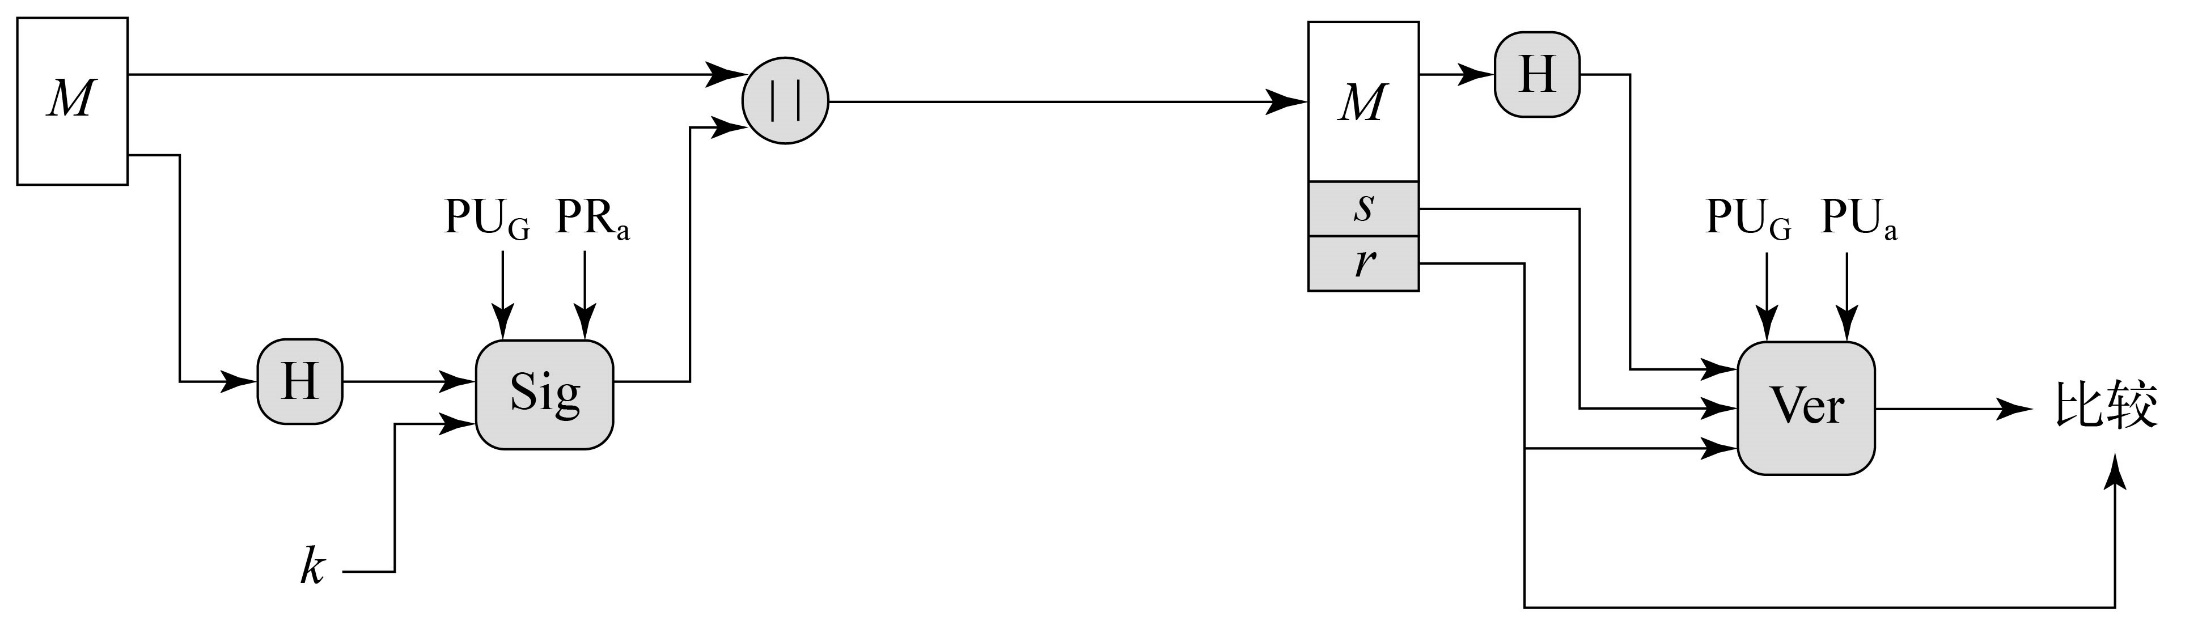 M
||
M
H
s
r
PU_G PR_a
PU_G PU_a
H
Sig
Ver
比较
k